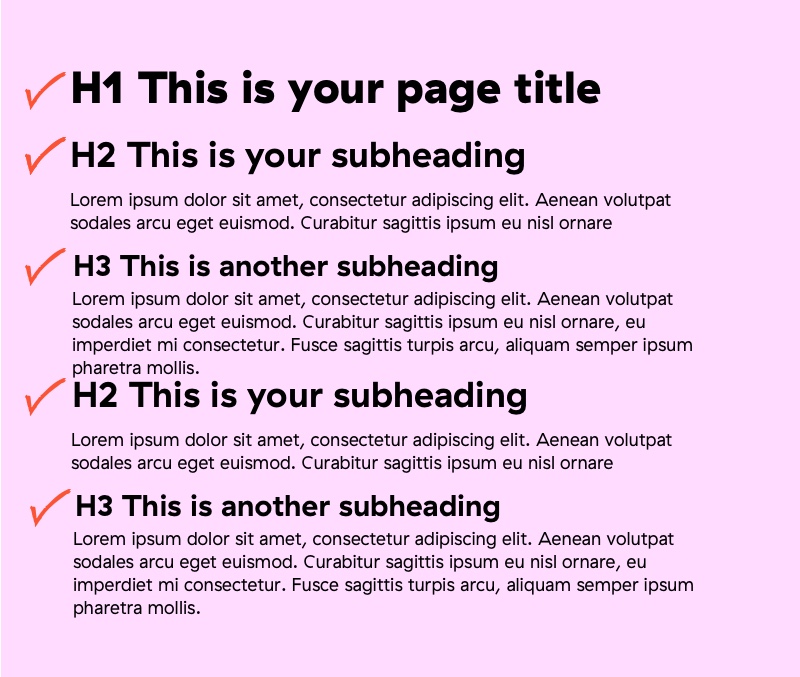 H1 This is your page title
H2 This is your subheading
Lorem ipsum dolor sit amet, consectetur adipiscing elit. Aenean volutpat
sodales arcu eget euismod. Curabitur sagittis ipsum eu nisl ornare
H3 This is another subheading
Lorem ipsum dolor sit amet, consectetur adipiscing elit. Aenean volutpat
sodales arcu eget euismod. Curabitur sagittis ipsum eu nisl ornare, eu
imperdiet mi consectetur. Fusce sagittis turpis arcu, aliquam semper ipsum
pharetra mollis.
H2 This is your subheading
Lorem ipsum dolor sit amet, consectetur adipiscing elit. Aenean volutpat
sodales arcu eget euismod. Curabitur sagittis ipsum eu nisl ornare
H3 This is another subheading
Lorem ipsum dolor sit amet, consectetur adipiscing elit. Aenean volutpat
sodales arcu eget euismod. Curabitur sagittis ipsum eu nisl ornare, eu
imperdiet mi consectetur. Fusce sagittis turpis arcu, aliquam semper ipsum
pharetra mollis.